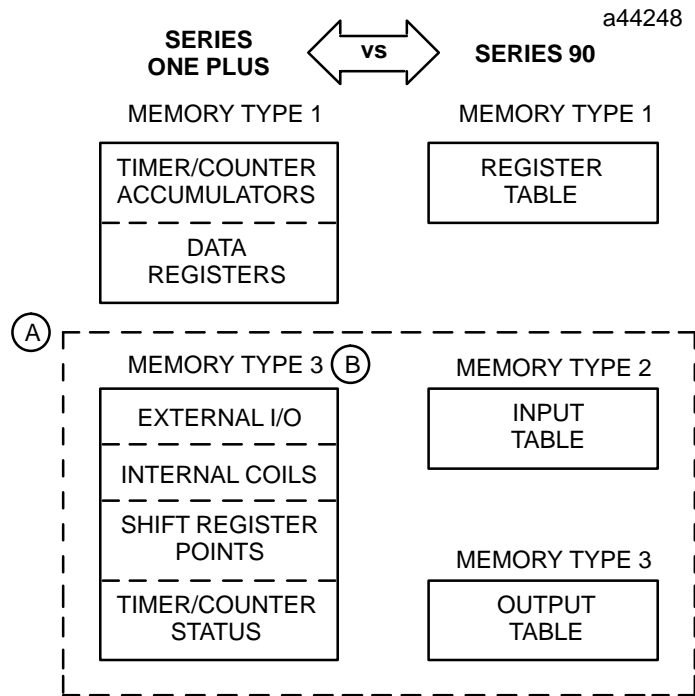 a44248
SERIES
ONE PLUS
vs
SERIES 90
MEMORY TYPE 1
MEMORY TYPE 1
TIMER/COUNTER
ACCUMULATORS
DATA
REGISTERS
REGISTER
TABLE
A
MEMORY TYPE 3
B
EXTERNAL I/O
INTERNAL COILS
SHIFT REGISTER
POINTS
TIMER/COUNTER
STATUS
MEMORY TYPE 2
INPUT
TABLE
MEMORY TYPE 3
OUTPUT
TABLE